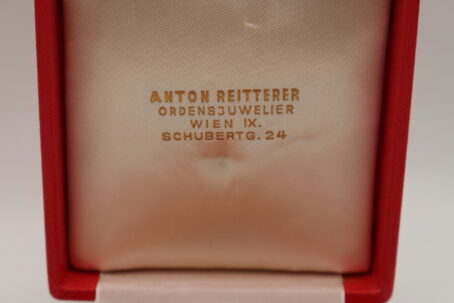 ANTON REITTERER
ORDENSJUWELIER
WIEN IX.
SCHUBERTG. 24